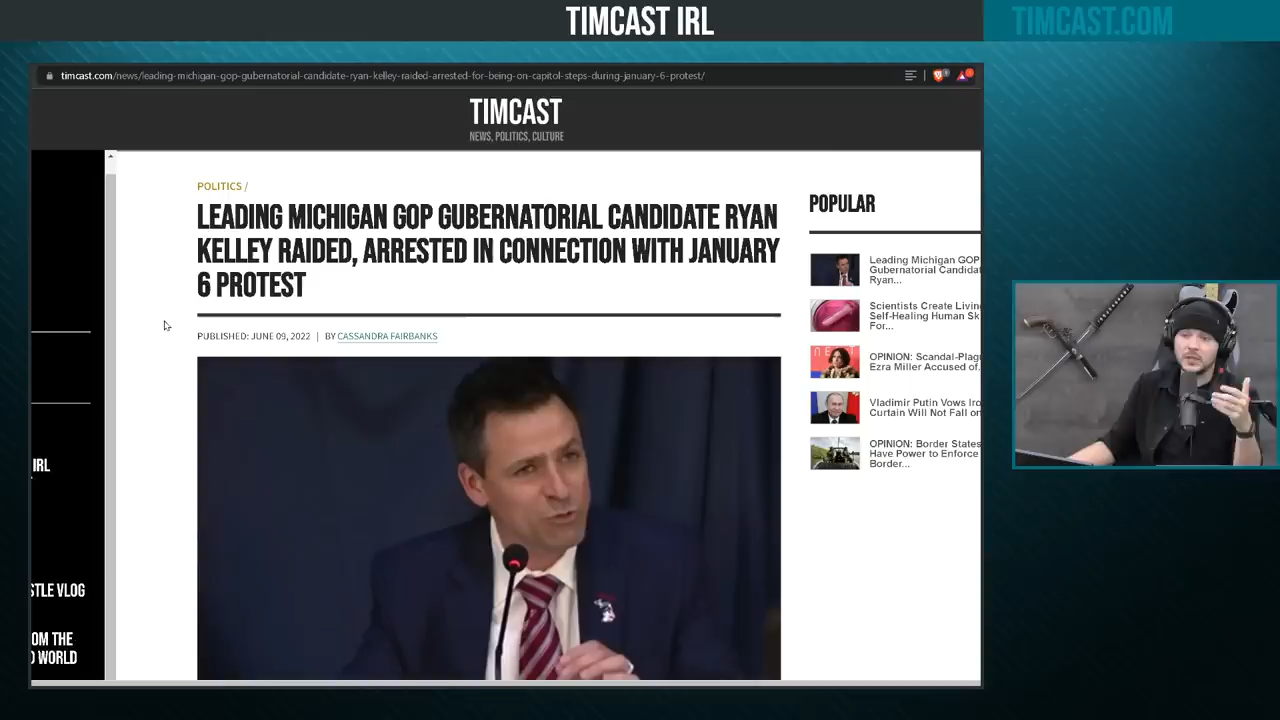 TIMCAST IRL
TIMCAST.COM
timcast.com/news/leading-michigan-gop-gubernatorial-candidate-ryan-kelley-raided-arrested-for-being-on-capitol-steps-during-january-6-protest/
TIMCAST
NEWS, POLITICS, CULTURE
POLITICS /
LEADING MICHIGAN GOP GUBERNATORIAL CANDIDATE RYAN
KELLEY RAIDED, ARRESTED IN CONNECTION WITH JANUARY
6 PROTEST
PUBLISHED: JUNE 09, 2022 | BY CASSANDRA FAIRBANKS
POPULAR
Leading Michigan GOP
Gubernatorial Candidat
Ryan...
Scientists Create Livin
Self-Healing Human Sk
For...
OPINION: Scandal-Plag
Ezra Miller Accused of
Vladimir Putin Vows Iro
Curtain Will Not Fall on
OPINION: Border States
Have Power to Enforce
Border...
IRL
STLE VLOG
OM THE
D WORLD